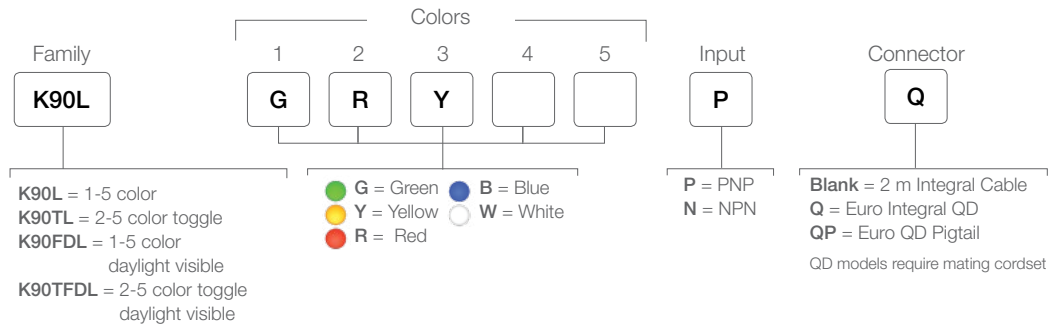 Colors
Family 1 2 3 4 5 Input Connector
K90L G R Y P Q
K90L = 1-5 color
K90TL = 2-5 color toggle
K90FDL = 1-5 color
daylight visible
K90TFDL = 2-5 color toggle
daylight visible
G = Green B = Blue
Y = Yellow W = White
R = Red
P = PNP
N = NPN
Blank = 2 m Integral Cable
Q = Euro Integral QD
QP = Euro QD Pigtail
QD models require mating cordset